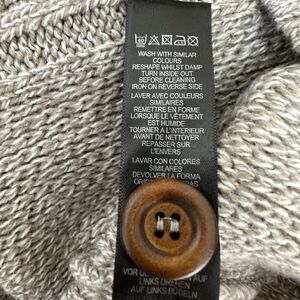 WASH WITH SIMILAR
COLOURS
RESHAPE WHILST DAMP
TURN INSIDE OUT
BEFORE CLEANING
IRON ON REVERSE SIDE
LAVER AVEC COULEURS
SIMILAIRES
REMETTRE EN FORME
LORSQUE LE VÊTEMENT
EST HUMIDE
TOURNER A L'INTERIEUR
AVANT DE NETTOYER
REPASSER SUR
L'ENVERS
LAVAR CON COLORES
SIMILARES
DEVOLVER LA FORMA
VOR
LINKS DREHEN
AUF LINKS BÜGELN